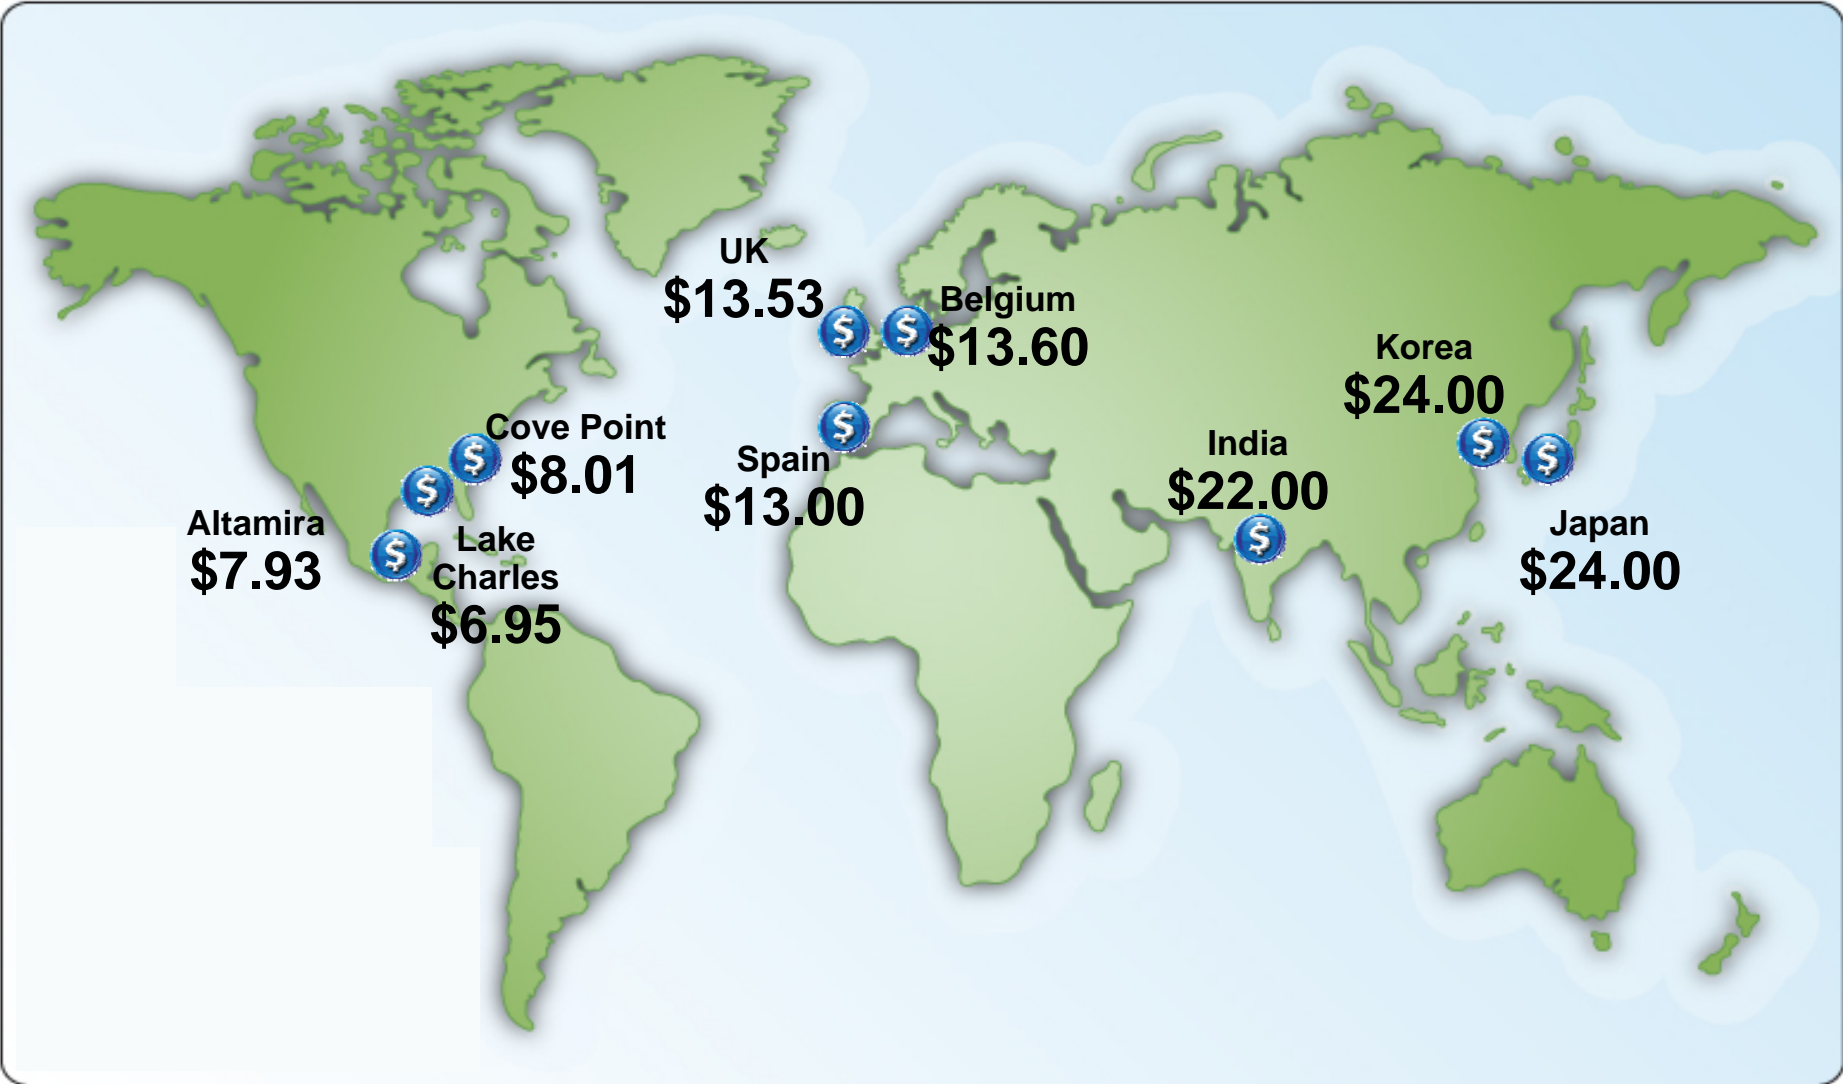 UK
$13.53
Belgium
$13.60
Korea
$24.00
Cove Point
$8.01
Spain
$13.00
India
$22.00
Altamira
$7.93
Lake
Charles
$6.95
Japan
$24.00
$
$
$
$
$
$
$
$
$